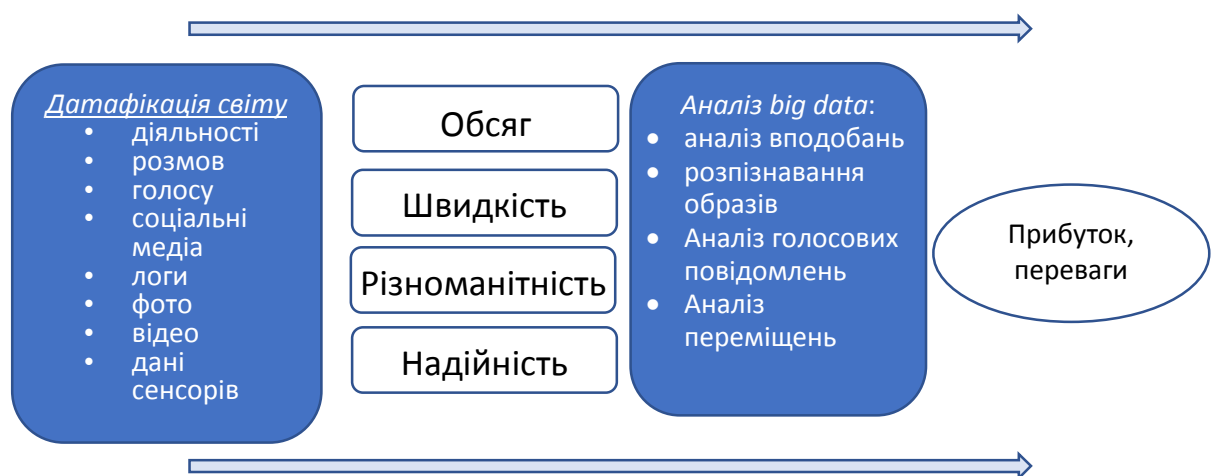 Датафікація світу
• діяльності
• розмов
• голосу
• соціальні
медіа
• логи
• фото
• відео
• дані
сенсорів
Обсяг
Швидкість
Різноманітність
Надійність
Аналіз big data:
• аналіз вподобань
• розпізнавання
образів
• Аналіз голосових
повідомлень
• Аналіз
переміщень
Прибуток,
переваги